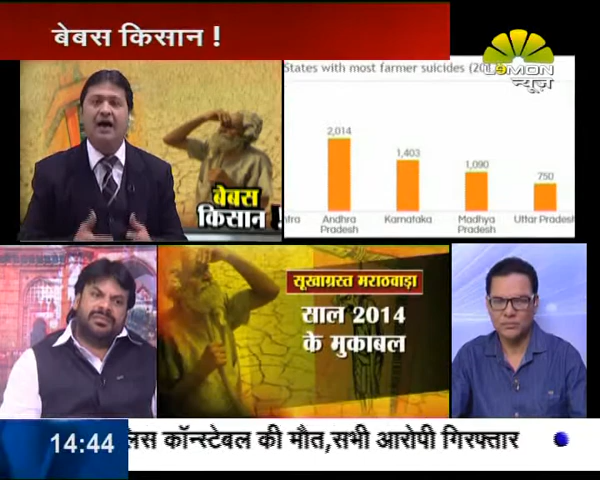 बेबस किसान !
LEMON
न्यूज़
States with most farmer suicides
2,014
1,403
1,090
750
Andhra Pradesh
Karnataka
Madhya Pradesh
Uttar Pradesh
बेबस
किसान !
सूखाग्रस्त मराठवाड़ा
साल 2014
के मुकाबल
14:44
कॉन्स्टेबल की मौत,सभी आरोपी गिरफ्तार